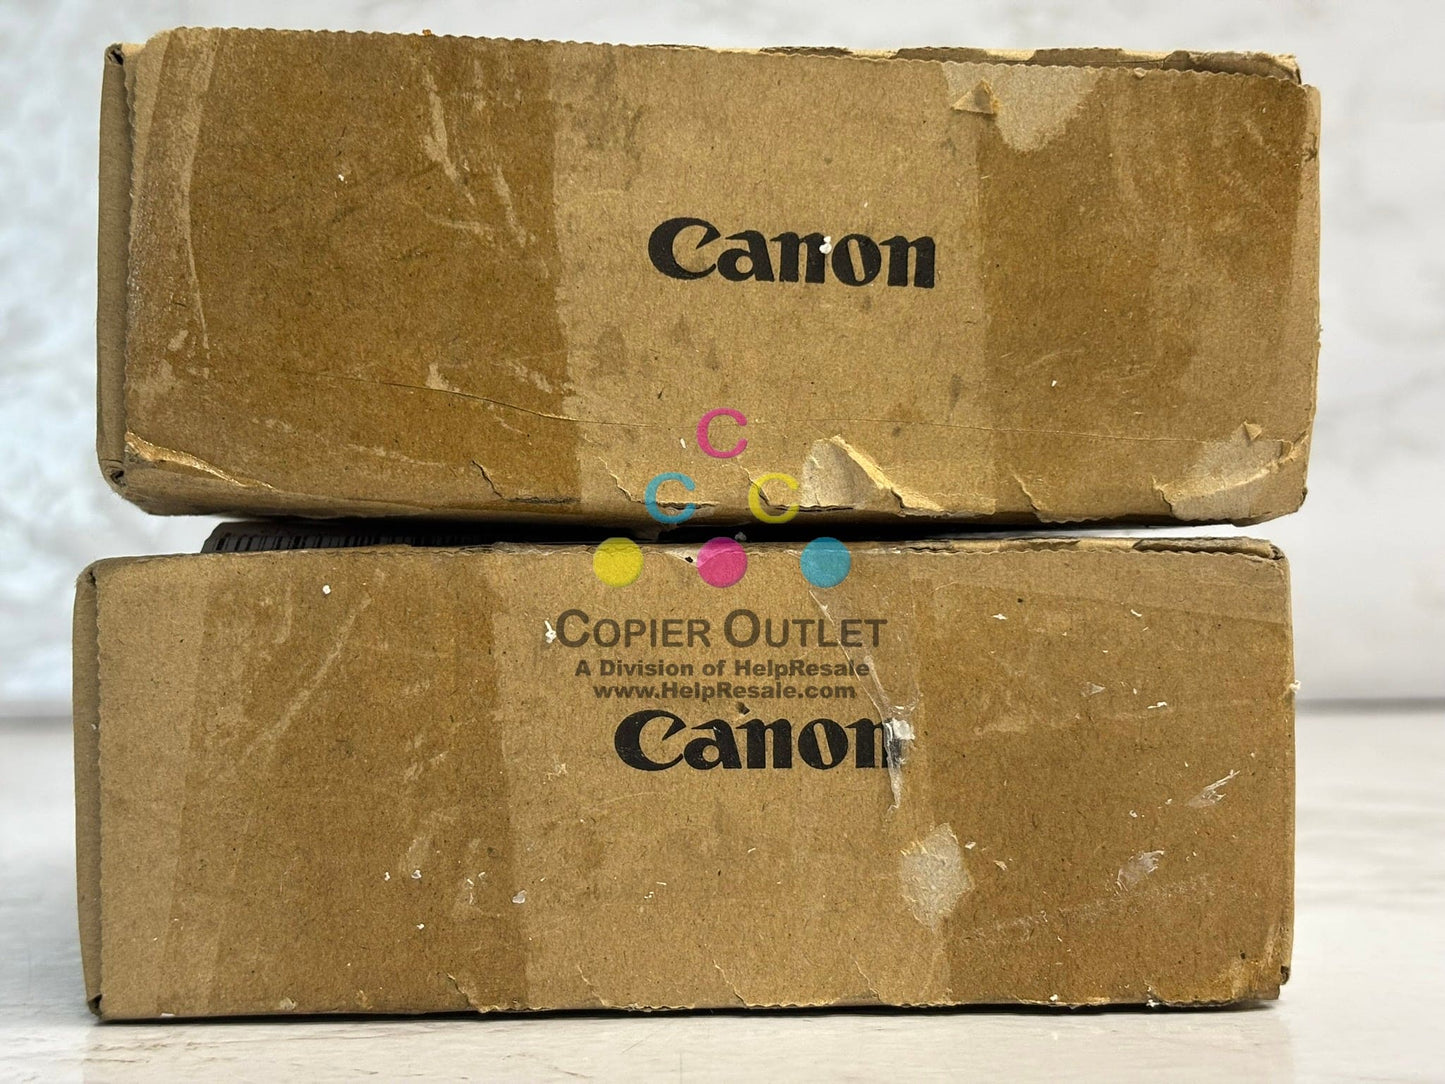 Canon
C
C C
COPIER OUTLET
A Division of HelpResale
www.HelpResale.com
Canon